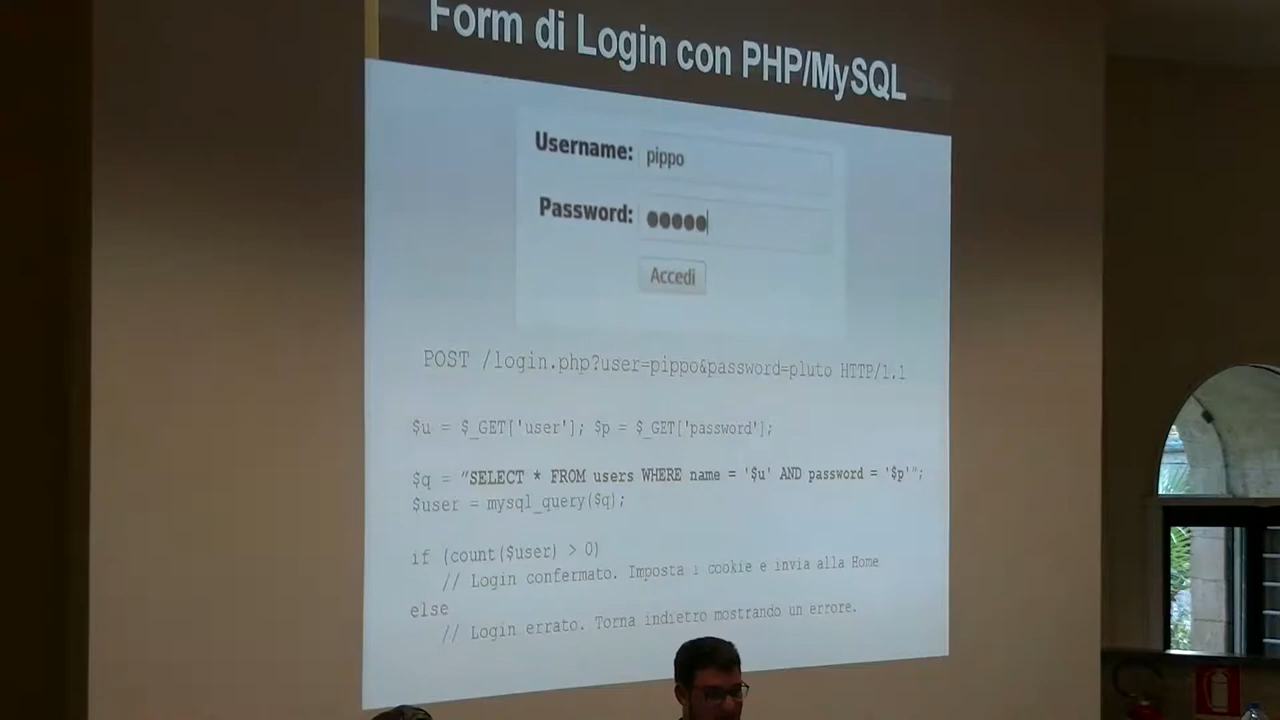 Form di Login con PHP/MySQL
Username: pippo
Password:
Accedi
POST /login.php?user=pippo&password=pluto HTTP/1.1
$u = $_GET['user']; $p = $_GET['password'];
$q = "SELECT * FROM users WHERE name = '$u' AND password = '$p'";
$user = mysql_query($q);
if (count($user) > 0)
// Login confermato. Imposta i cookie e invia alla Home
else
// Login errato. Torna indietro mostrando un errore.